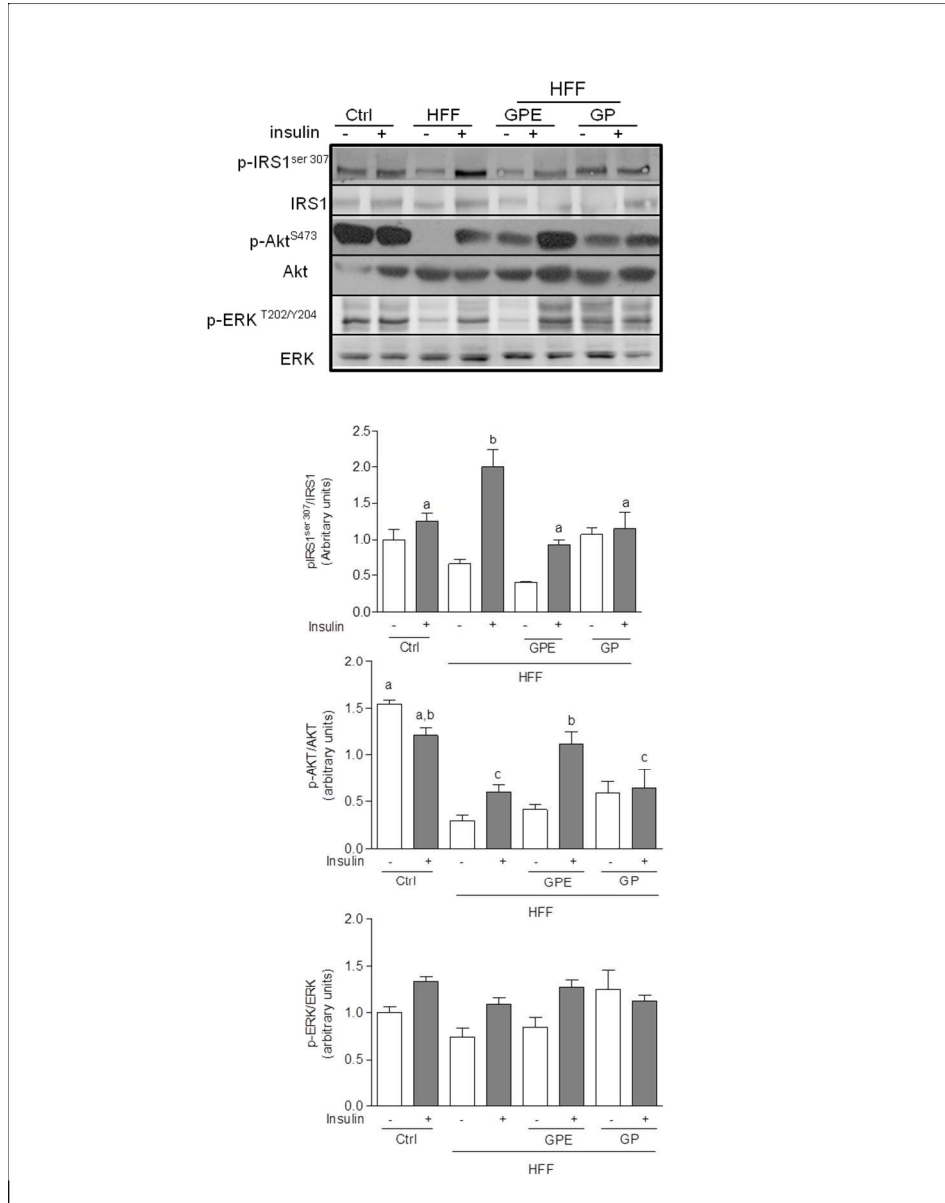 HFF
Ctrl HFF GPE GP
insulin - + - + - + - +
p-IRS1ser 307
IRS1
p-AktS473
Akt
p-ERK T202/Y204
ERK
pIRS1ser 307/IRS1
(Arbritary units)
2.5
2.0
1.5
1.0
0.5
0.0
a b a a
Insulin - + - + - + - +
Ctrl GPE GP
HFF
p-AKT/AKT
(arbitrary units)
2.0
1.5
1.0
0.5
0.0
a a,b c b c
Insulin - + - + - + - +
Ctrl GPE GP
HFF
p-ERK/ERK
(arbitrary units)
2.0
1.5
1.0
0.5
0.0
Insulin - + - + - + - +
Ctrl GPE GP
HFF